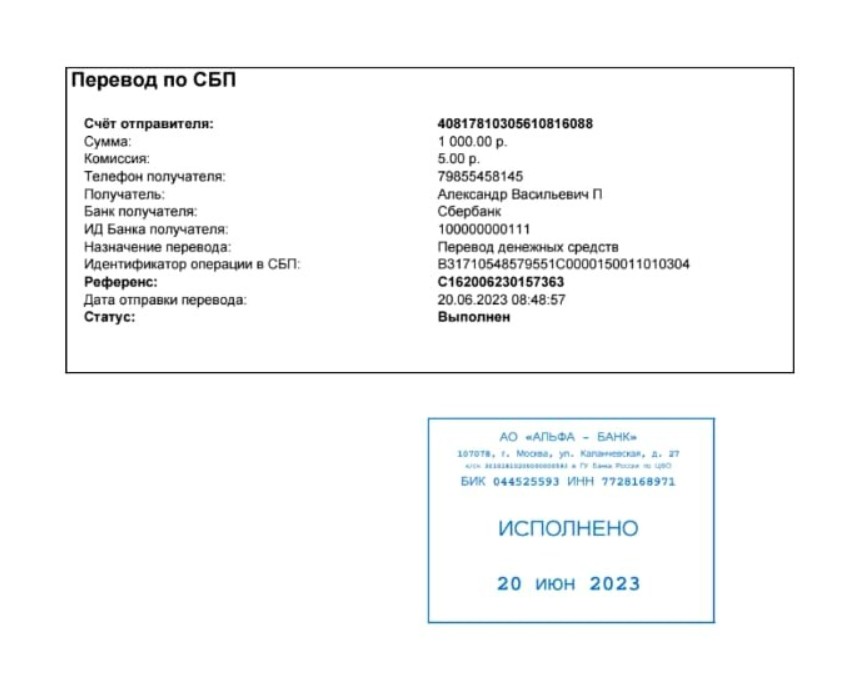 Перевод по СБП
Счёт отправителя: 40817810305610816088
Сумма: 1 000.00 р.
Комиссия: 5.00 р.
Телефон получателя: 79855458145
Получатель: Александр Васильевич П
Банк получателя: Сбербанк
ИД Банка получателя: 100000000111
Назначение перевода: Перевод денежных средств
Идентификатор операции в СБП: B31710548579551C0000150011010304
Референс: C162006230157363
Дата отправки перевода: 20.06.2023 08:48:57
Статус: Выполнен
АО «АЛЬФА - БАНК»
107078, г. Москва, ул. Каланчевская, д. 27
в ГУ Банка России по ЦФО
БИК 044525593 ИНН 7728168971
ИСПОЛНЕНО
20 ИЮН 2023